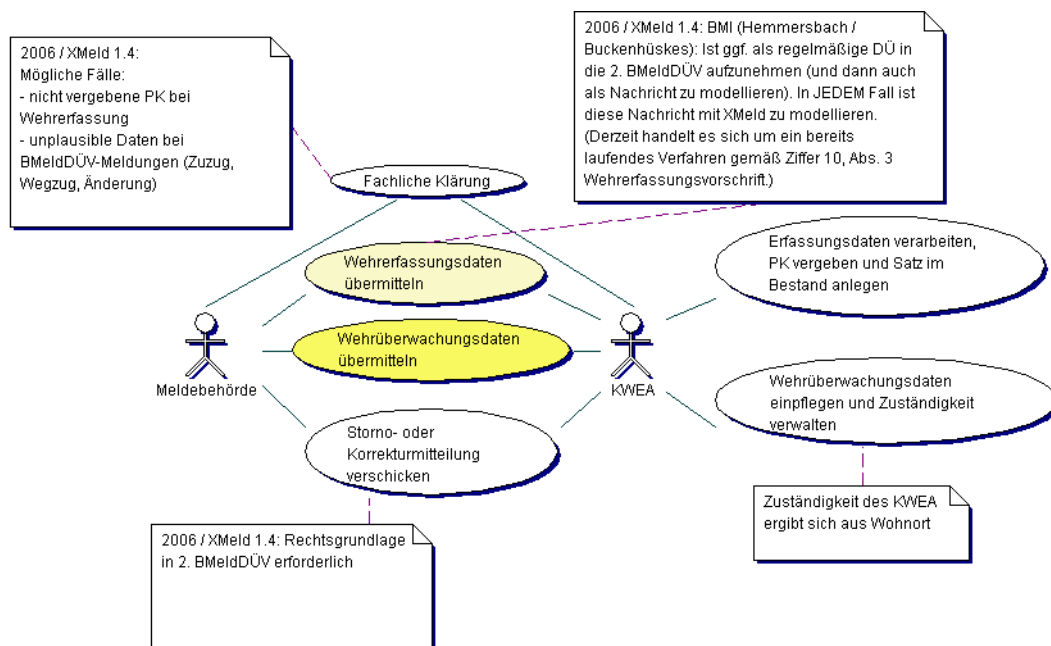 2006 / XMeld 1.4:
Mögliche Fälle:
- nicht vergebene PK bei
Wehrerfassung
- unplausible Daten bei
BMeldDÜV-Meldungen (Zuzug,
Wegzug, Änderung)
2006 / XMeld 1.4: BMI (Hemmersbach /
Buckenhüskes): Ist ggf. als regelmäßige DÜ in
die 2. BMeldDÜV aufzunehmen (und dann auch
als Nachricht zu modellieren). In JEDEM Fall ist
diese Nachricht mit XMeld zu modellieren.
(Derzeit handelt es sich um ein bereits
laufendes Verfahren gemäß Ziffer 10, Abs. 3
Wehrerfassungsvorschrift.)
Fachliche Klärung
Wehrerfassungsdaten
übermitteln
Erfassungsdaten verarbeiten,
PK vergeben und Satz im
Bestand anlegen
Wehrüberwachungsdaten
übermitteln
Meldebehörde
KWEA
Wehrüberwachungsdaten
einpflegen und Zuständigkeit
verwalten
Storno- oder
Korrekturmitteilung
verschicken
Zuständigkeit des KWEA
ergibt sich aus Wohnort
2006 / XMeld 1.4: Rechtsgrundlage
in 2. BMeldDÜV erforderlich